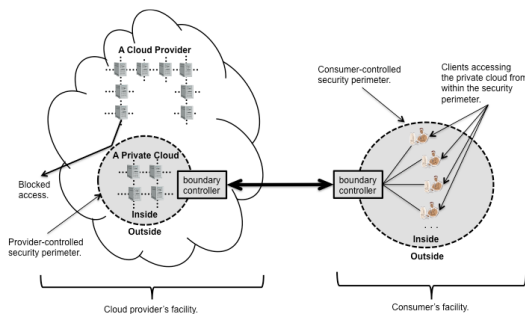 A Cloud Provider
Blocked
access.
A Private Cloud
boundary
controller
Inside
Outside
Provider-controlled
security perimeter.
Cloud provider's facility.
Consumer-controlled
security perimeter.
Clients accessing
the private cloud from
within the security
perimeter.
boundary
controller
. . .
Inside
Outside
Consumer's facility.